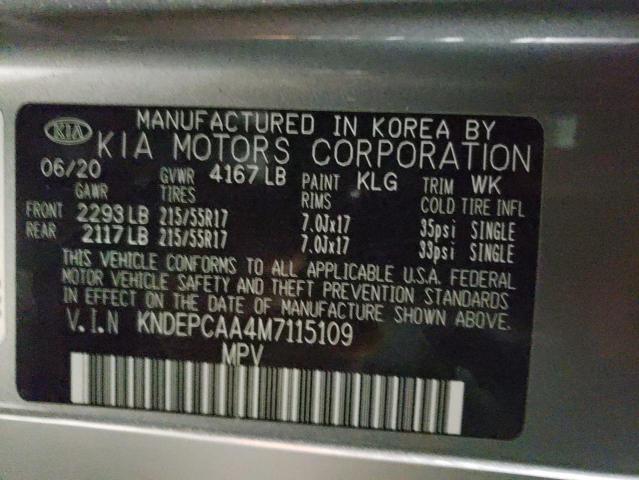 MANUFACTURED IN KOREA BY
KIA KIA MOTORS CORPORATION
06/20 GVWR 4167 LB PAINT KLG TRIM WK
GAWR TIRES RIMS COLD TIRE INFL
FRONT 2293 LB 215/55R17 7.0Jx17 35psi SINGLE
REAR 2117 LB 215/55R17 7.0Jx17 33psi SINGLE
THIS VEHICLE CONFORMS TO ALL APPLICABLE U.S.A. FEDERAL
MOTOR VEHICLE SAFETY AND THEFT PREVENTION STANDARDS
IN EFFECT ON THE DATE OF MANUFACTURE SHOWN ABOVE.
V.I.N KNDEPCAA4M7115109
MPV